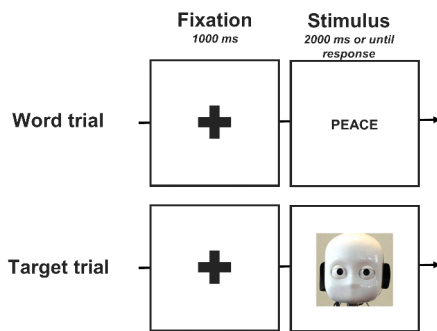 Fixation
1000 ms
Stimulus
2000 ms or until
response
Word trial
PEACE
Target trial